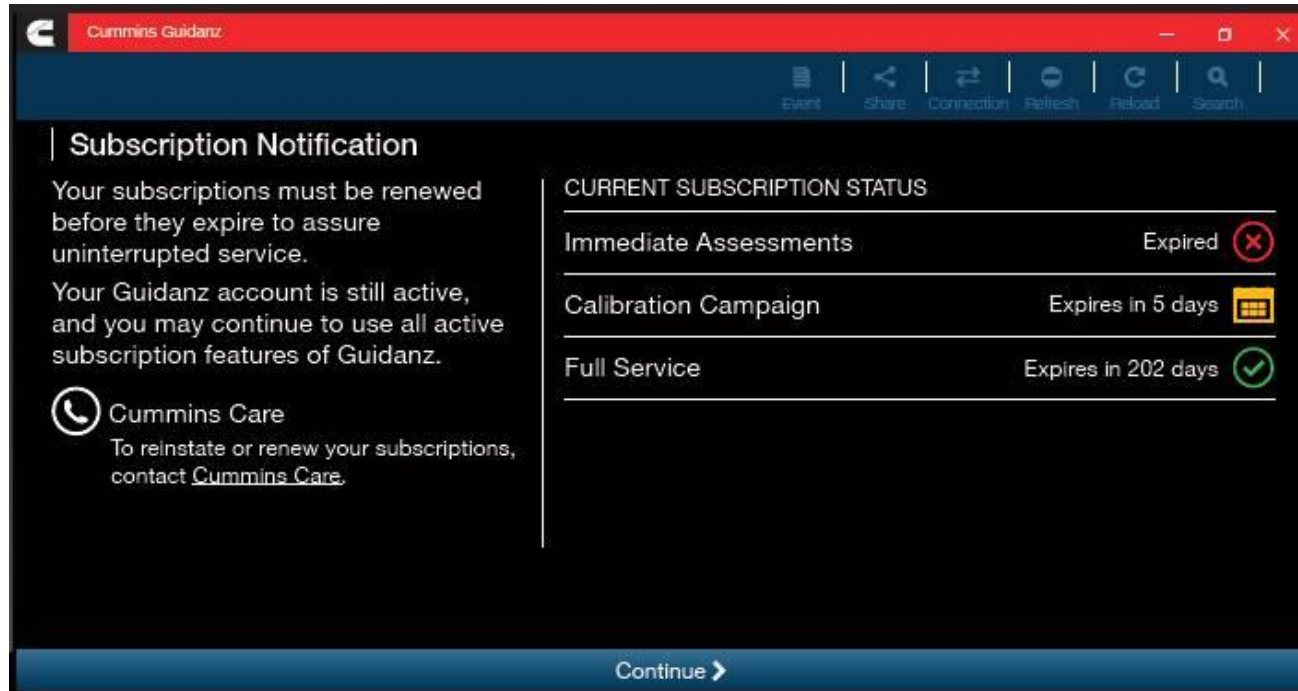 Cummins Guidanz
Event Share Connection Refresh Reload Search
Subscription Notification
Your subscriptions must be renewed
before they expire to assure
uninterrupted service.
Your Guidanz account is still active,
and you may continue to use all active
subscription features of Guidanz.
Cummins Care
To reinstate or renew your subscriptions,
contact Cummins Care.
CURRENT SUBSCRIPTION STATUS
Immediate Assessments Expired
Calibration Campaign Expires in 5 days
Full Service Expires in 202 days
Continue